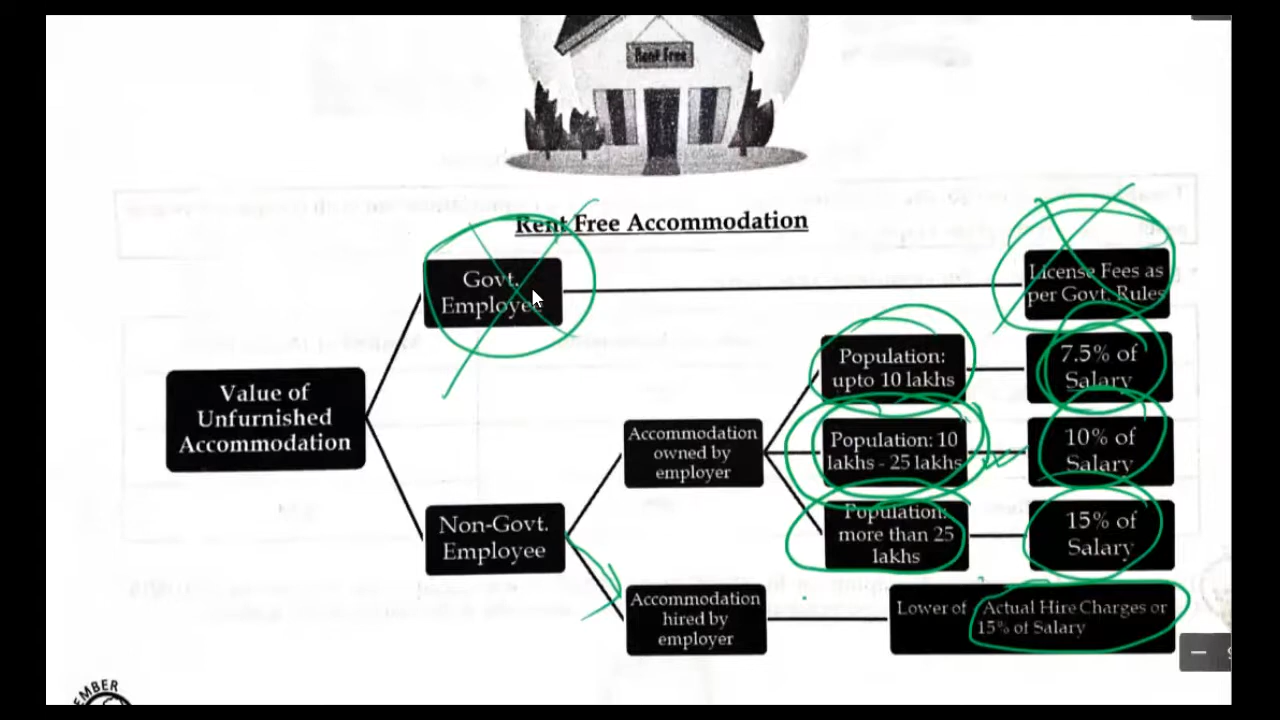 Rent Free
Rent Free Accommodation
Govt.
Employee
License Fees as
per Govt. Rules
Value of
Unfurnished
Accommodation
Population:
upto 10 lakhs
7.5% of
Salary
Accommodation
owned by
employer
Population: 10
lakhs - 25 lakhs
10% of
Salary
Non-Govt.
Employee
Population:
more than 25
lakhs
15% of
Salary
Accommodation
hired by
employer
Lower of Actual Hire Charges or
15% of Salary
EMBER